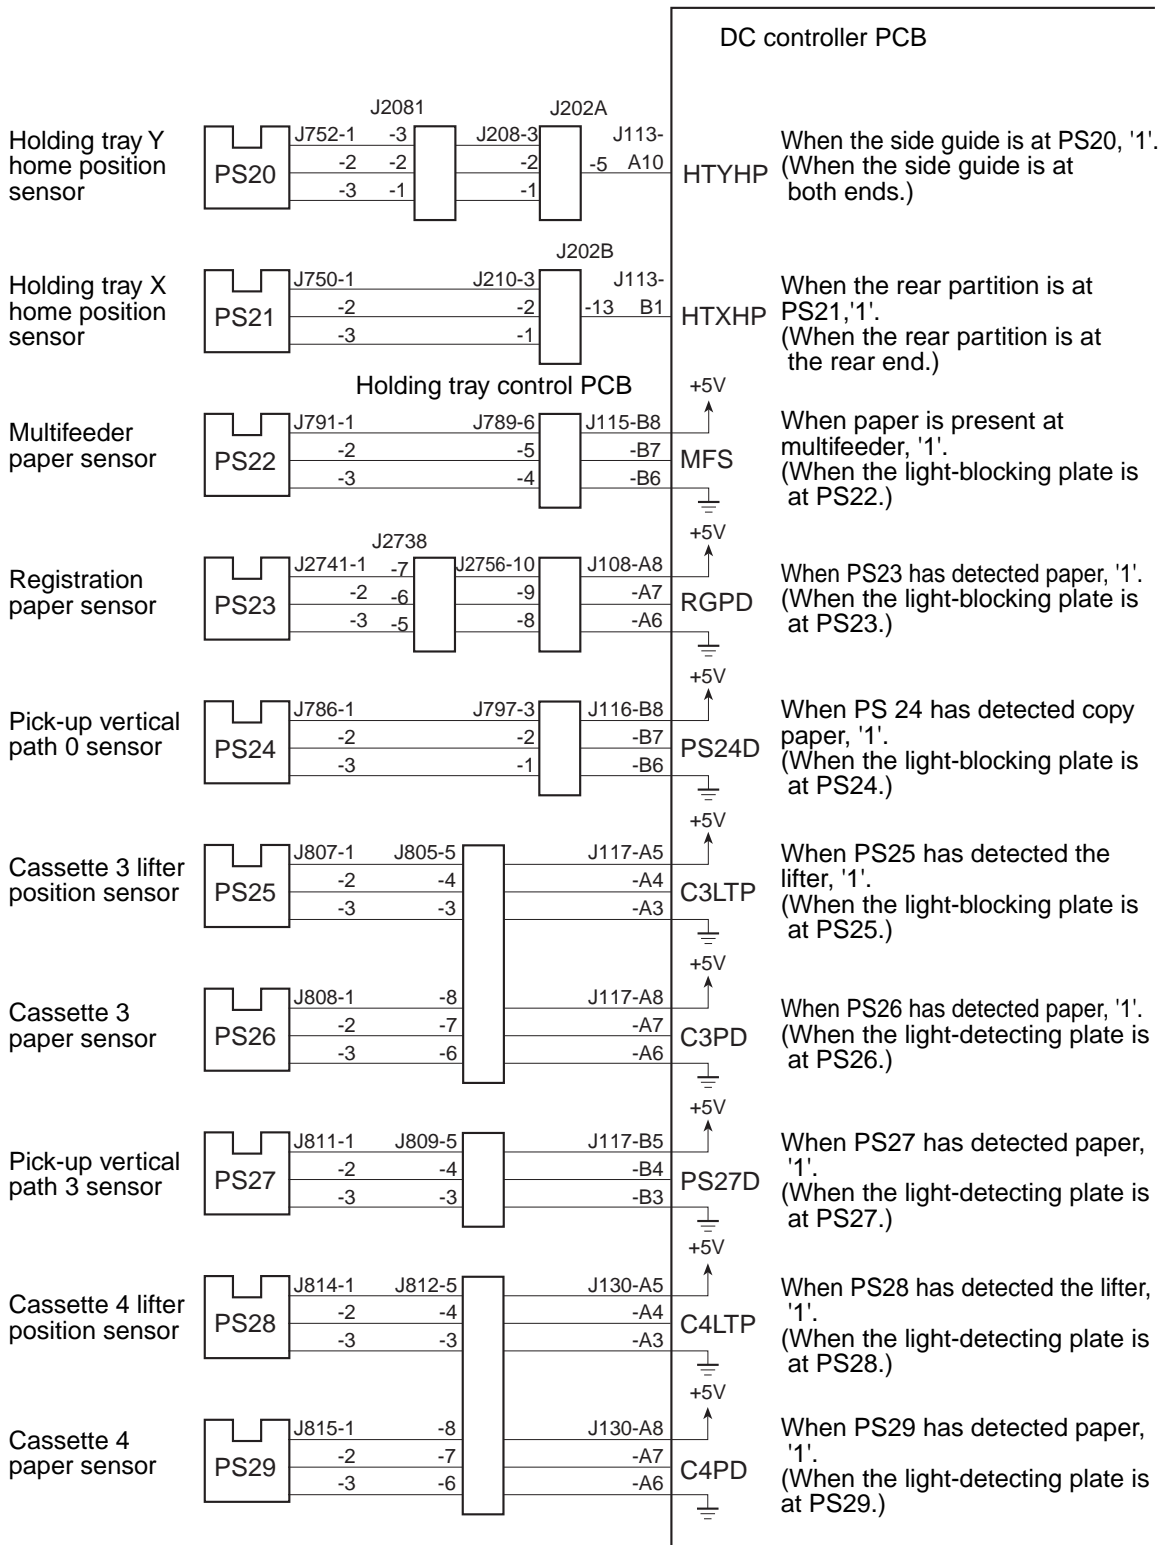 DC controller PCB
J2081 J202A
Holding tray Y
home position
sensor
PS20
J752-1 -3 J208-3 J113-
-2 -2 -2 -5 A10
-3 -1 -1
HTYHP
When the side guide is at PS20, '1'.
(When the side guide is at
both ends.)
J202B
Holding tray X
home position
sensor
PS21
J750-1 J210-3 J113-
-2 -2 -13 B1
-3 -1
HTXHP
When the rear partition is at
PS21,'1'.
(When the rear partition is at
the rear end.)
Holding tray control PCB
+5V
Multifeeder
paper sensor
PS22
J791-1 J789-6 J115-B8
-2 -5 -B7
-3 -4 -B6
MFS
When paper is present at
multifeeder, '1'.
(When the light-blocking plate is
at PS22.)
+5V
J2738
Registration
paper sensor
PS23
J2741-1 -7 J2756-10 J108-A8
-2 -6 -9 -A7
-3 -5 -8 -A6
RGPD
When PS23 has detected paper, '1'.
(When the light-blocking plate is
at PS23.)
+5V
Pick-up vertical
path 0 sensor
PS24
J786-1 J797-3 J116-B8
-2 -2 -B7
-3 -1 -B6
PS24D
When PS 24 has detected copy
paper, '1'.
(When the light-blocking plate is
at PS24.)
+5V
Cassette 3 lifter
position sensor
PS25
J807-1 J805-5 J117-A5
-2 -4 -A4
-3 -3 -A3
C3LTP
When PS25 has detected the
lifter, '1'.
(When the light-blocking plate is
at PS25.)
+5V
Cassette 3
paper sensor
PS26
J808-1 -8 J117-A8
-2 -7 -A7
-3 -6 -A6
C3PD
When PS26 has detected paper, '1'.
(When the light-detecting plate is
at PS26.)
+5V
Pick-up vertical
path 3 sensor
PS27
J811-1 J809-5 J117-B5
-2 -4 -B4
-3 -3 -B3
PS27D
When PS27 has detected paper,
'1'.
(When the light-detecting plate is
at PS27.)
+5V
Cassette 4 lifter
position sensor
PS28
J814-1 J812-5 J130-A5
-2 -4 -A4
-3 -3 -A3
C4LTP
When PS28 has detected the lifter,
'1'.
(When the light-detecting plate is
at PS28.)
+5V
Cassette 4
paper sensor
PS29
J815-1 -8 J130-A8
-2 -7 -A7
-3 -6 -A6
C4PD
When PS29 has detected paper,
'1'.
(When the light-detecting plate is
at PS29.)